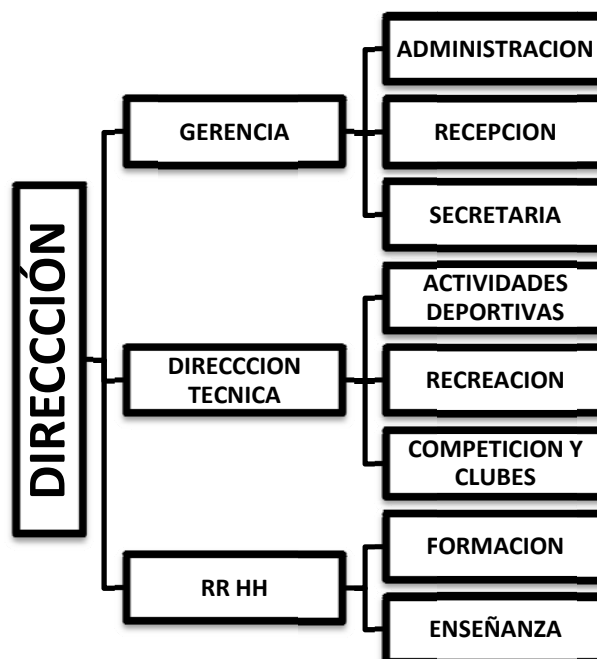 DIRECCCIÓN
GERENCIA
ADMINISTRACION
RECEPCION
SECRETARIA
DIRECCCION
TECNICA
ACTIVIDADES
DEPORTIVAS
RECREACION
COMPETICION Y
CLUBES
RR HH
FORMACION
ENSEÑANZA